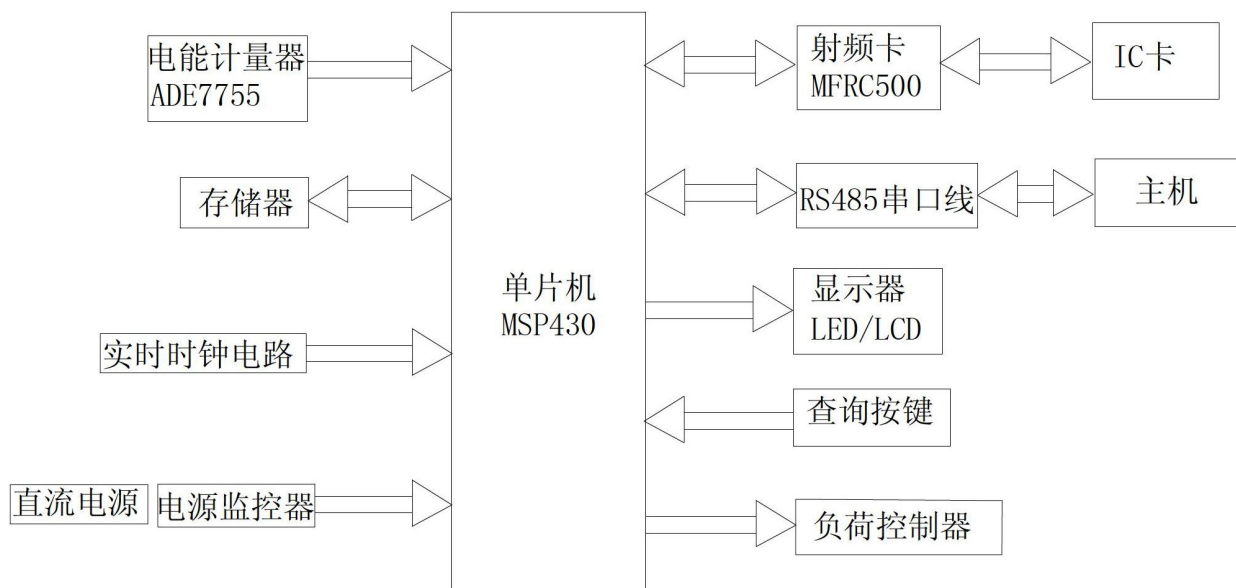 电能计量器
ADE7755
存储器
实时时钟电路
直流电源
电源监控器
单片机
MSP430
射频卡
MFRC500
IC卡
RS485串口线
主机
显示器
LED/LCD
查询按键
负荷控制器